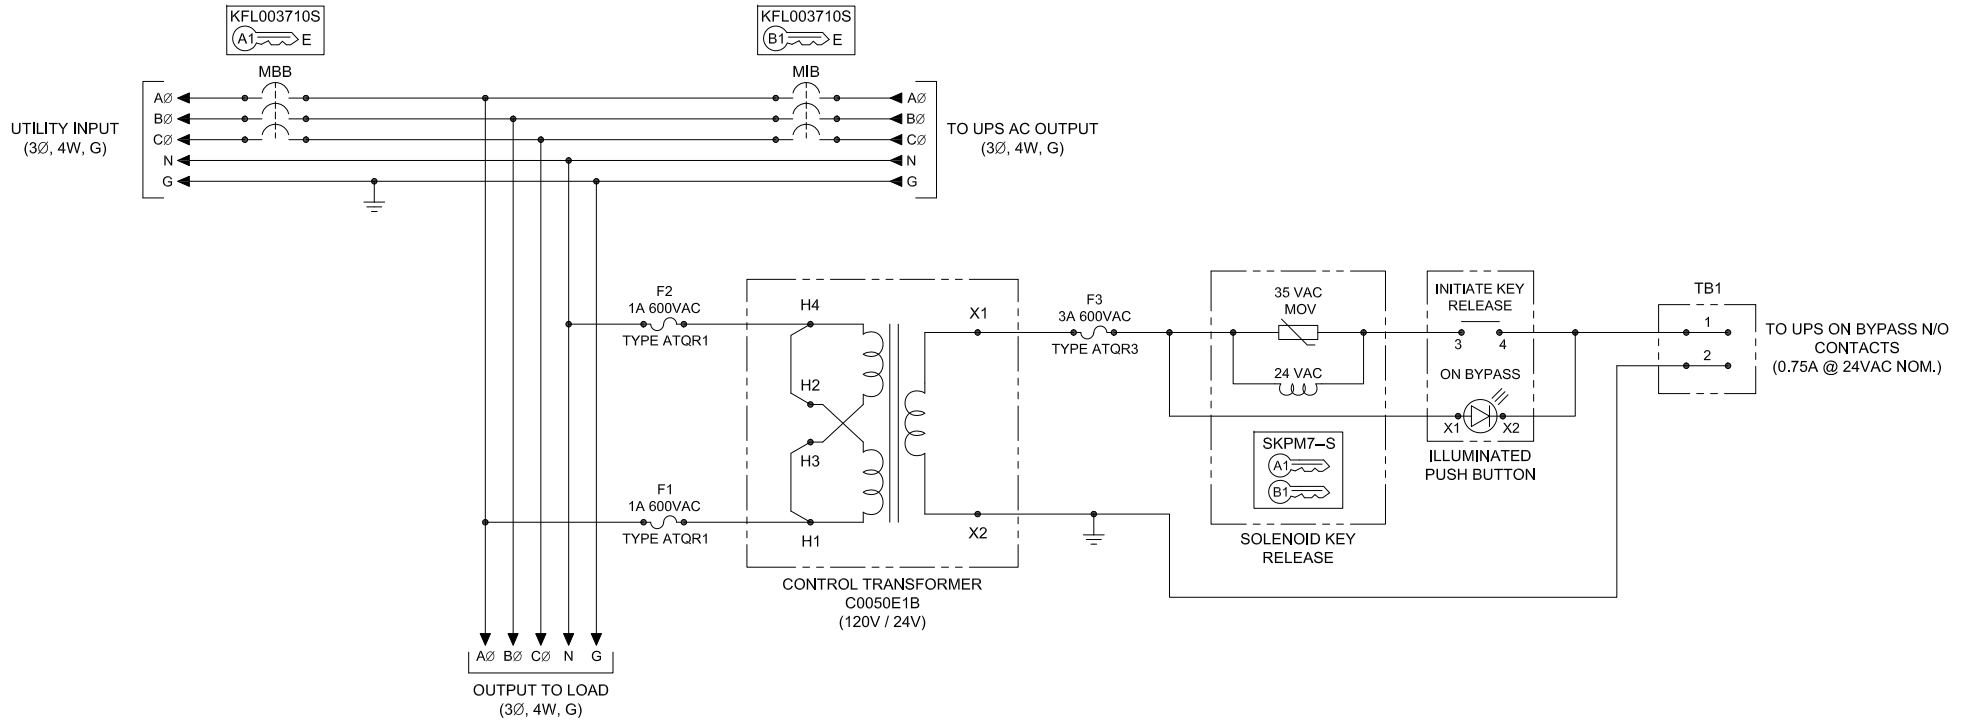 KFL003710S
A1 E
KFL003710S
B1 E
MBB
MIB
UTILITY INPUT
(3Ø, 4W, G)
AØ
BØ
CØ
N
G
AØ
BØ
CØ
N
G
TO UPS AC OUTPUT
(3Ø, 4W, G)
F2
1A 600VAC
TYPE ATQR1
F1
1A 600VAC
TYPE ATQR1
H4
H2
H3
H1
X1
X2
CONTROL TRANSFORMER
C0050E1B
(120V / 24V)
F3
3A 600VAC
TYPE ATQR3
35 VAC
MOV
24 VAC
SKPM7–S
A1
B1
SOLENOID KEY
RELEASE
INITIATE KEY
RELEASE
3 4
ON BYPASS
X1 X2
ILLUMINATED
PUSH BUTTON
TB1
1
2
TO UPS ON BYPASS N/O
CONTACTS
(0.75A @ 24VAC NOM.)
AØ BØ CØ N G
OUTPUT TO LOAD
(3Ø, 4W, G)